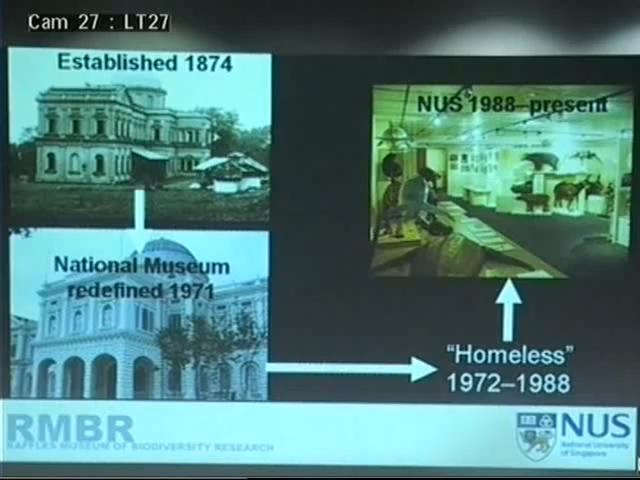 Cam 27 : LT27
Established 1874
NUS 1988–present
National Museum
redefined 1971
"Homeless"
1972–1988
RMBR
RAFFLES MUSEUM OF BIODIVERSITY RESEARCH
NUS
National University
of Singapore